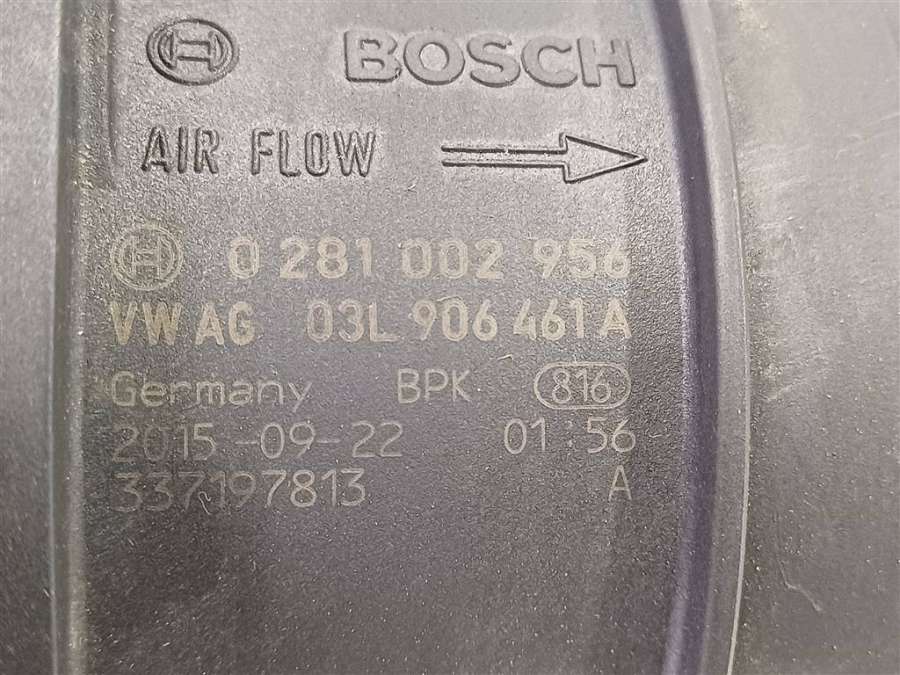 BOSCH
AIR FLOW
0 281 002 956
VW AG 03L 906 461 A
Germany BPK 816
2015-09-22 01:56
337197813 A